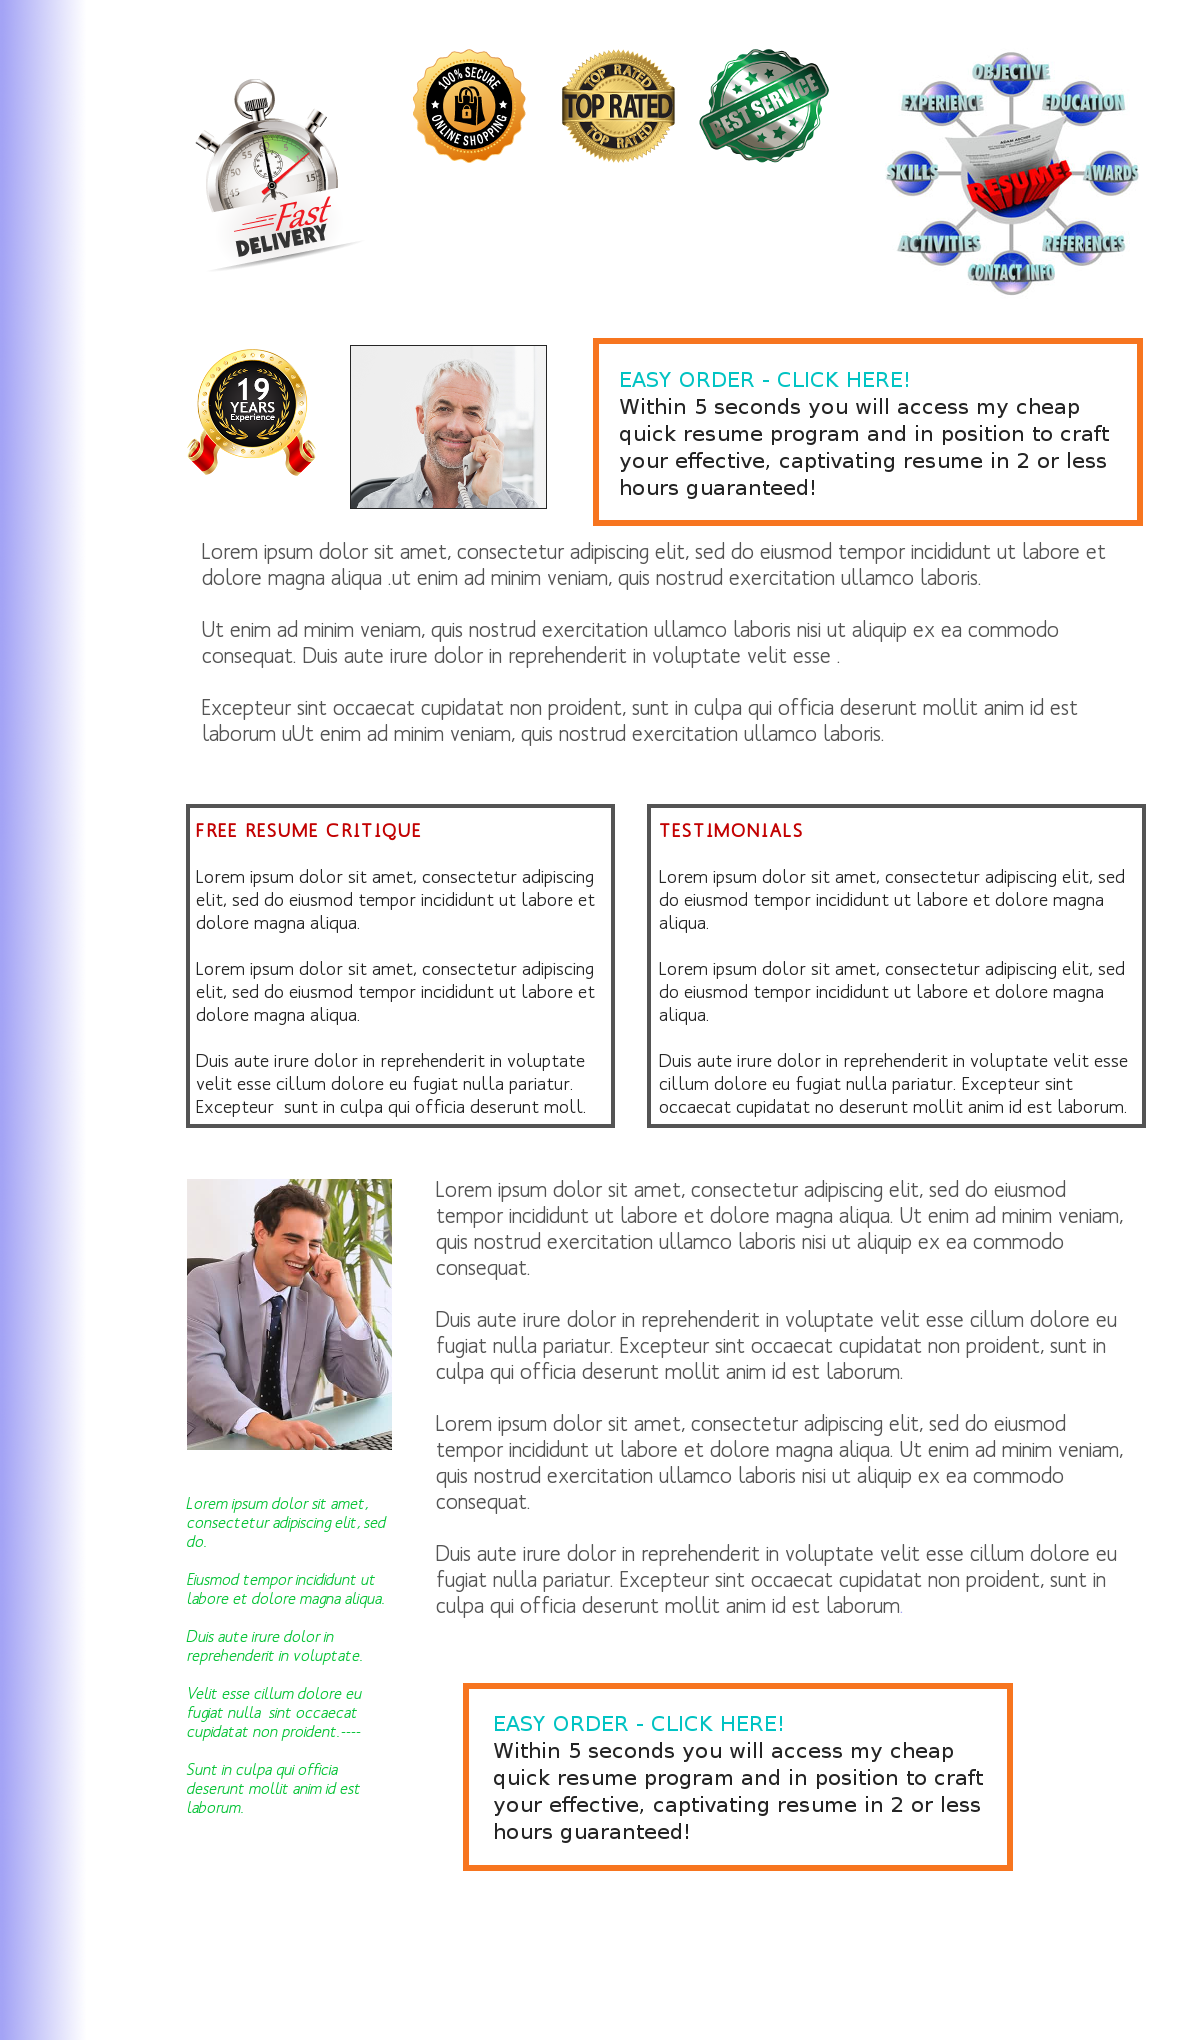 55
5
45
15
Fast
DELIVERY
100% SECURE
ONLINE SHOPPING
TOP RATED
TOP RATED
TOP RATED
BEST SERVICE
OBJECTIVE
EXPERIENCE
EDUCATION
SKILLS
RESUME!
AWARDS
ACTIVITIES
REFERENCES
CONTACT INFO
19
YEARS
Experience
EASY ORDER - CLICK HERE!
Within 5 seconds you will access my cheap
quick resume program and in position to craft
your effective, captivating resume in 2 or less
hours guaranteed!
Lorem ipsum dolor sit amet, consectetur adipiscing elit, sed do eiusmod tempor incididunt ut labore et
dolore magna aliqua .ut enim ad minim veniam, quis nostrud exercitation ullamco laboris.
Ut enim ad minim veniam, quis nostrud exercitation ullamco laboris nisi ut aliquip ex ea commodo
consequat. Duis aute irure dolor in reprehenderit in voluptate velit esse .
Excepteur sint occaecat cupidatat non proident, sunt in culpa qui officia deserunt mollit anim id est
laborum uUt enim ad minim veniam, quis nostrud exercitation ullamco laboris.
FREE RESUME CRITIQUE
Lorem ipsum dolor sit amet, consectetur adipiscing
elit, sed do eiusmod tempor incididunt ut labore et
dolore magna aliqua.
Lorem ipsum dolor sit amet, consectetur adipiscing
elit, sed do eiusmod tempor incididunt ut labore et
dolore magna aliqua.
Duis aute irure dolor in reprehenderit in voluptate
velit esse cillum dolore eu fugiat nulla pariatur.
Excepteur  sunt in culpa qui officia deserunt moll.
TESTIMONIALS
Lorem ipsum dolor sit amet, consectetur adipiscing elit, sed
do eiusmod tempor incididunt ut labore et dolore magna
aliqua.
Lorem ipsum dolor sit amet, consectetur adipiscing elit, sed
do eiusmod tempor incididunt ut labore et dolore magna
aliqua.
Duis aute irure dolor in reprehenderit in voluptate velit esse
cillum dolore eu fugiat nulla pariatur. Excepteur sint
occaecat cupidatat no deserunt mollit anim id est laborum.
Lorem ipsum dolor sit amet, consectetur adipiscing elit, sed do eiusmod
tempor incididunt ut labore et dolore magna aliqua. Ut enim ad minim veniam,
quis nostrud exercitation ullamco laboris nisi ut aliquip ex ea commodo
consequat.
Duis aute irure dolor in reprehenderit in voluptate velit esse cillum dolore eu
fugiat nulla pariatur. Excepteur sint occaecat cupidatat non proident, sunt in
culpa qui officia deserunt mollit anim id est laborum.
Lorem ipsum dolor sit amet, consectetur adipiscing elit, sed do eiusmod
tempor incididunt ut labore et dolore magna aliqua. Ut enim ad minim veniam,
quis nostrud exercitation ullamco laboris nisi ut aliquip ex ea commodo
consequat.
Duis aute irure dolor in reprehenderit in voluptate velit esse cillum dolore eu
fugiat nulla pariatur. Excepteur sint occaecat cupidatat non proident, sunt in
culpa qui officia deserunt mollit anim id est laborum.
Lorem ipsum dolor sit amet,
consectetur adipiscing elit, sed
do.
Eiusmod tempor incididunt ut
labore et dolore magna aliqua.
Duis aute irure dolor in
reprehenderit in voluptate.
Velit esse cillum dolore eu
fugiat nulla  sint occaecat
cupidatat non proident.----
Sunt in culpa qui officia
deserunt mollit anim id est
laborum.
EASY ORDER - CLICK HERE!
Within 5 seconds you will access my cheap
quick resume program and in position to craft
your effective, captivating resume in 2 or less
hours guaranteed!